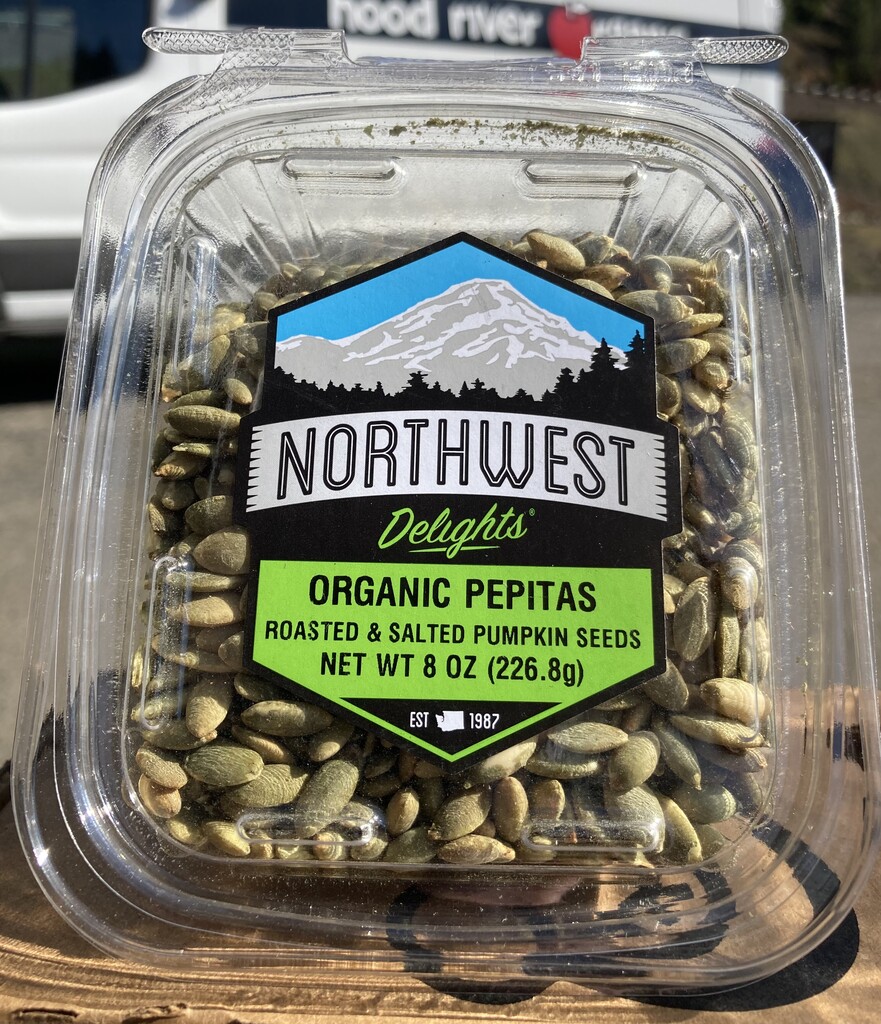 hood river
NORTHWEST
Delights®
ORGANIC PEPITAS
ROASTED & SALTED PUMPKIN SEEDS
NET WT 8 OZ (226.8g)
EST 1987